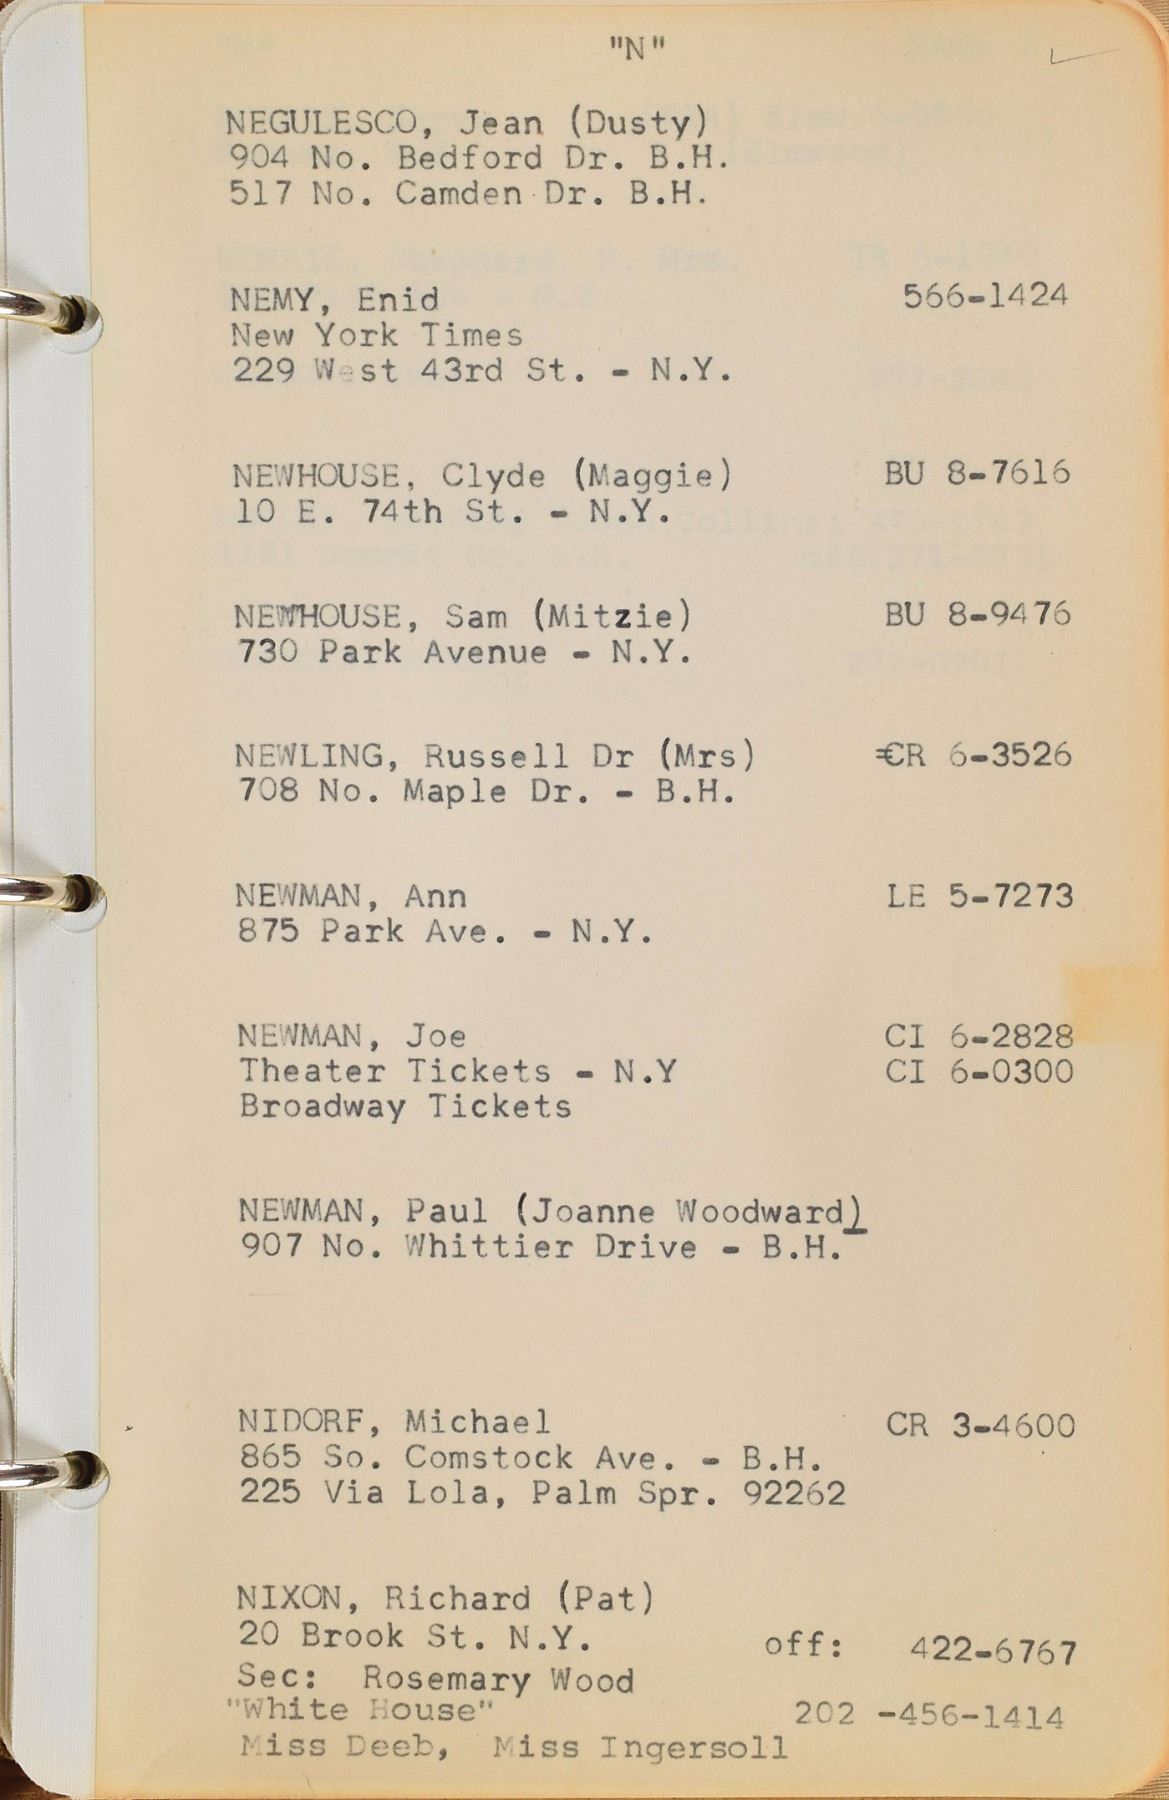 "N"
NEGULESCO, Jean (Dusty)
904 No. Bedford Dr. B.H.
517 No. Camden Dr. B.H.
NEMY, Enid 566-1424
New York Times
229 West 43rd St. - N.Y.
NEWHOUSE, Clyde (Maggie) BU 8-7616
10 E. 74th St. - N.Y.
NEWHOUSE, Sam (Mitzie) BU 8-9476
730 Park Avenue - N.Y.
NEWLING, Russell Dr (Mrs) CR 6-3526
708 No. Maple Dr. - B.H.
NEWMAN, Ann LE 5-7273
875 Park Ave. - N.Y.
NEWMAN, Joe CI 6-2828
Theater Tickets - N.Y CI 6-0300
Broadway Tickets
NEWMAN, Paul (Joanne Woodward)
907 No. Whittier Drive - B.H.
NIDORF, Michael CR 3-4600
865 So. Comstock Ave. - B.H.
225 Via Lola, Palm Spr. 92262
NIXON, Richard (Pat)
20 Brook St. N.Y. off: 422-6767
Sec: Rosemary Wood
"White House" 202 -456-1414
Miss Deeb, Miss Ingersoll